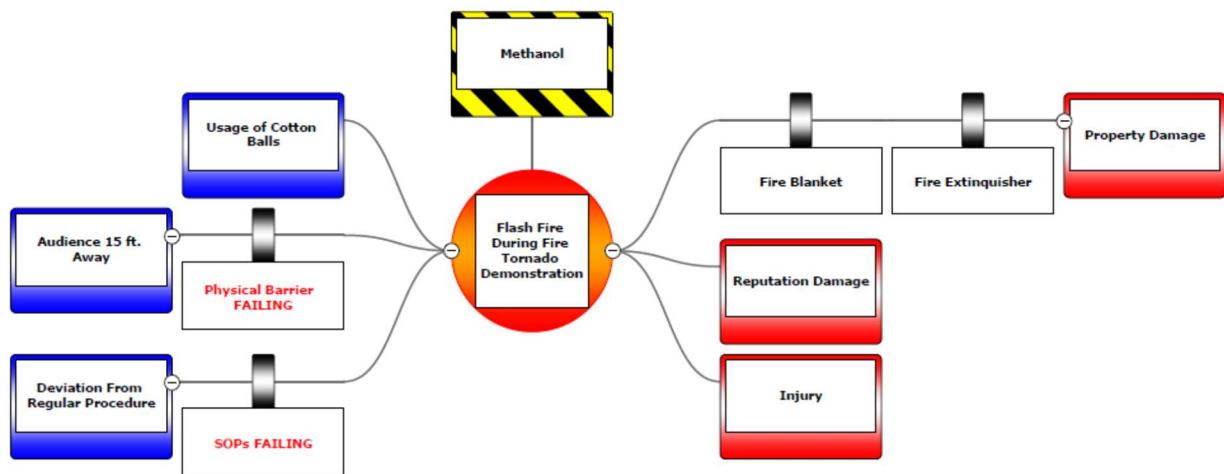 Methanol
Usage of Cotton
Balls
Audience 15 ft.
Away
Physical Barrier
FAILING
Deviation From
Regular Procedure
SOPs FAILING
Flash Fire
During Fire
Tornado
Demonstration
Fire Blanket
Fire Extinquisher
Property Damage
Reputation Damage
Injury